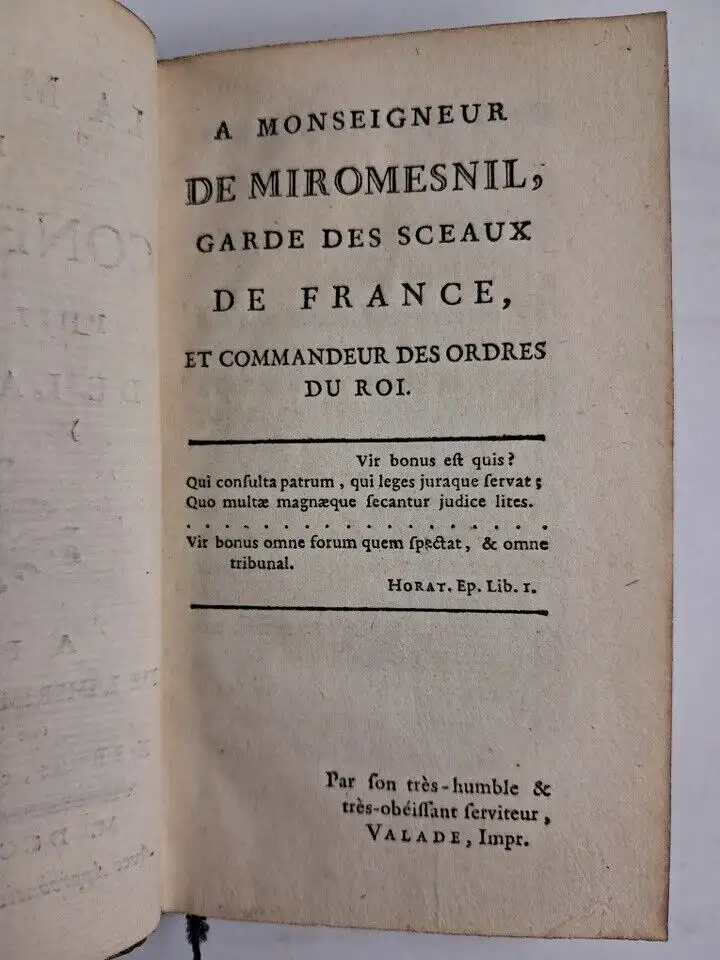 A MONSEIGNEUR
DE MIROMESNIL,
GARDE DES SCEAUX
DE FRANCE,
ET COMMANDEUR DES ORDRES
DU ROI.
Vir bonus eſt quis?
Qui conſulta patrum, qui leges juraque ſervat;
Quo multæ magnæque ſecantur judice lites.
. . . . . . . . . . . . . . . . .
Vir bonus omne forum quem ſpectat, & omne
tribunal.
HORAT. Ep. Lib. 1.
Par ſon très-humble &
très-obéiſſant ſerviteur,
VALADE, Impr.